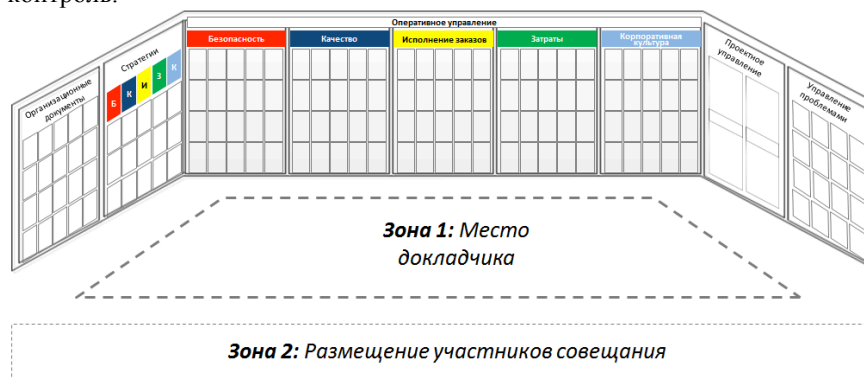 контроль.
Оперативное управление
Безопасность
Качество
Исполнение заказов
Затраты
Корпоративная
культура
Организационные
документы
Стратегии
Б
К
И
З
К
Проектное
управление
Управление
проблемами
Зона 1: Место
докладчика
Зона 2: Размещение участников совещания